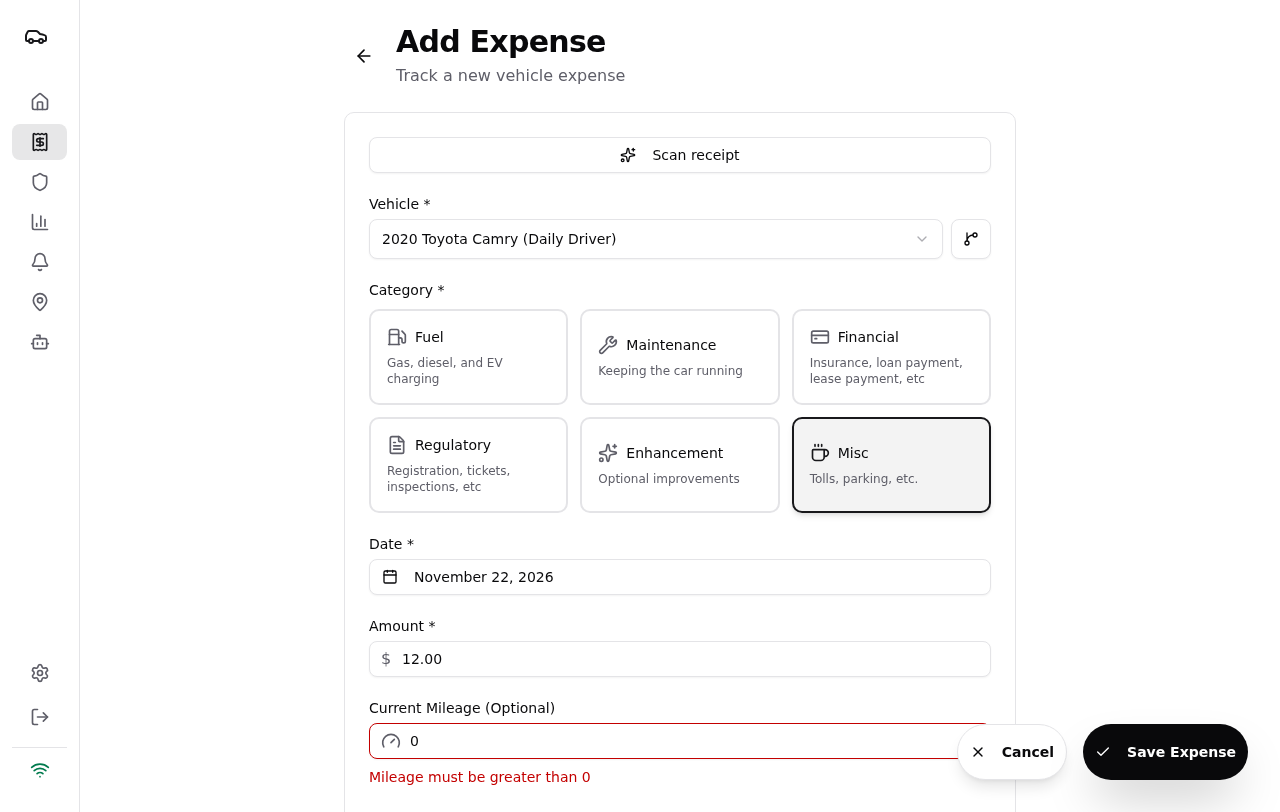 Add Expense
Track a new vehicle expense
Scan receipt
Vehicle *
2020 Toyota Camry (Daily Driver)
Category *
Fuel
Gas, diesel, and EV
charging
Maintenance
Keeping the car running
Financial
Insurance, loan payment,
lease payment, etc
Regulatory
Registration, tickets,
inspections, etc
Enhancement
Optional improvements
Misc
Tolls, parking, etc.
Date *
November 22, 2026
Amount *
$ 12.00
Current Mileage (Optional)
0
Mileage must be greater than 0
Cancel
Save Expense